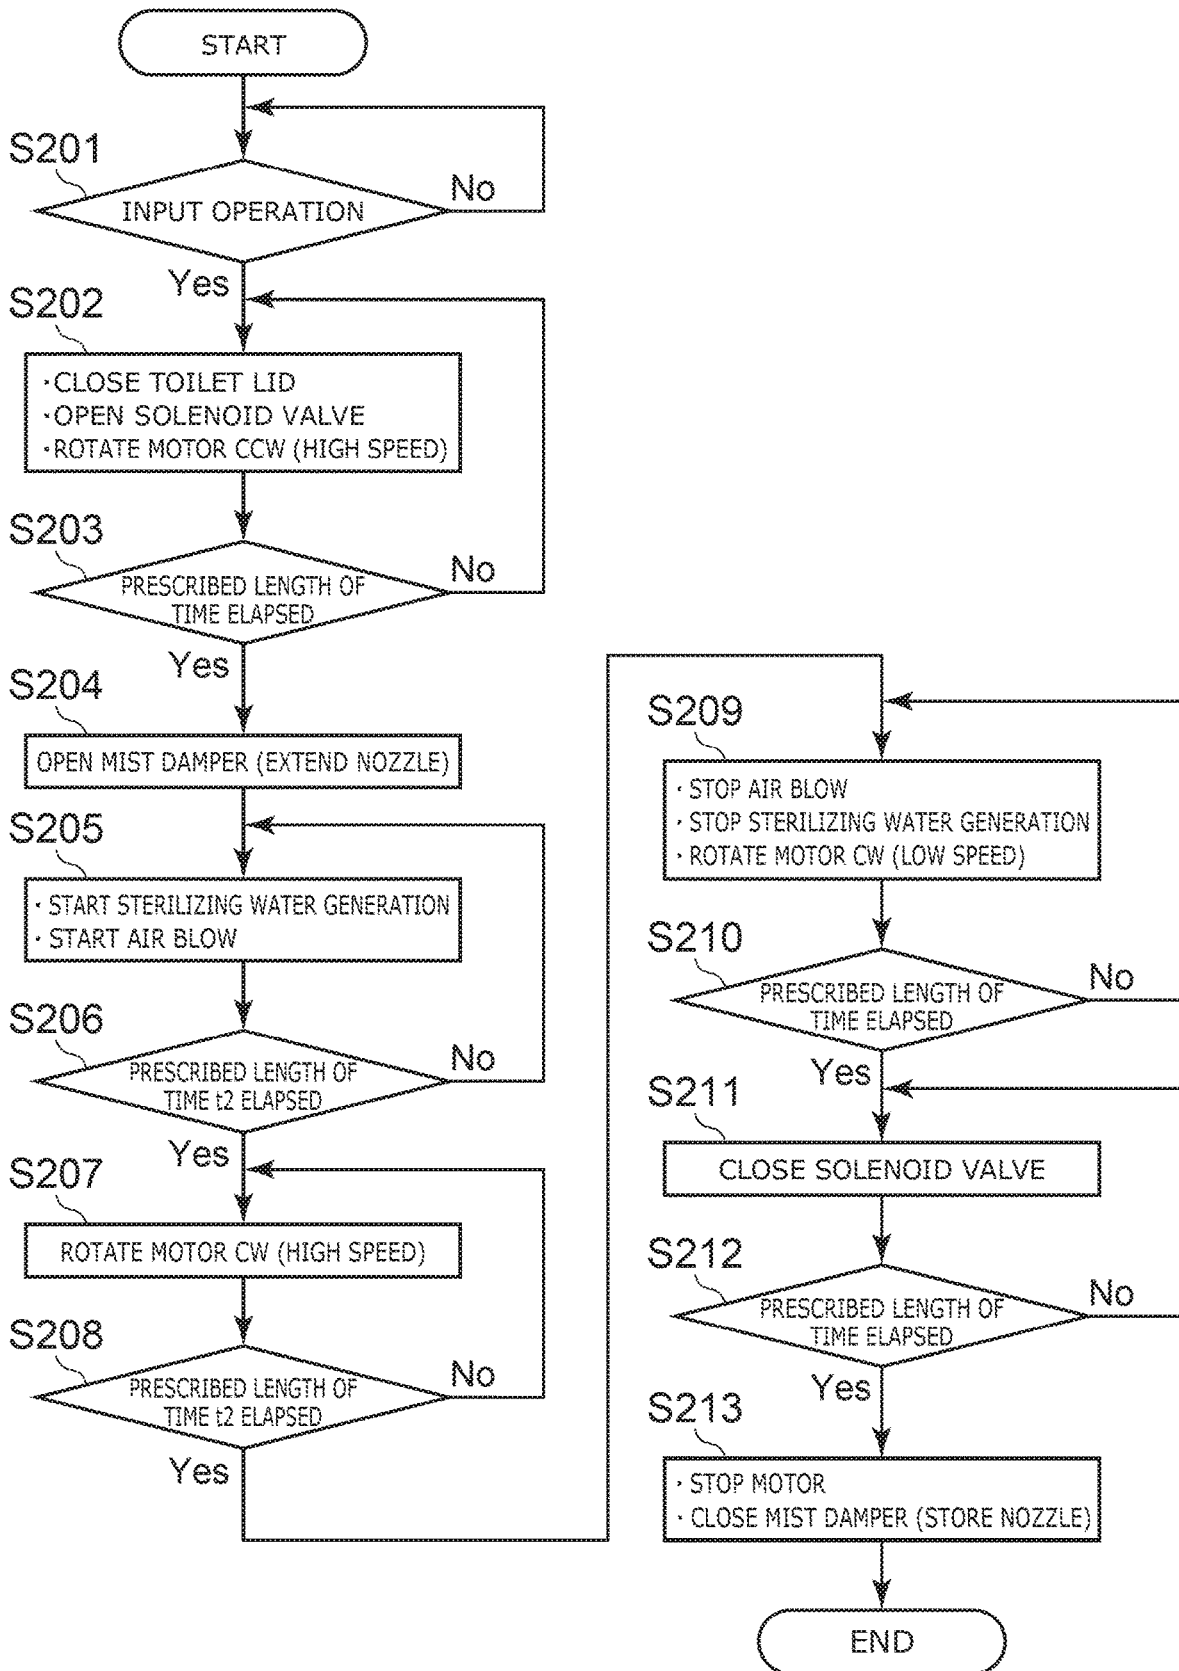 START
S201
INPUT OPERATION
No
Yes
S202
・CLOSE TOILET LID
・OPEN SOLENOID VALVE
・ROTATE MOTOR CCW (HIGH SPEED)
S203
PRESCRIBED LENGTH OF
TIME ELAPSED
No
Yes
S204
OPEN MIST DAMPER (EXTEND NOZZLE)
S205
・START STERILIZING WATER GENERATION
・START AIR BLOW
S206
PRESCRIBED LENGTH OF
TIME t2 ELAPSED
No
Yes
S207
ROTATE MOTOR CW (HIGH SPEED)
S208
PRESCRIBED LENGTH OF
TIME t2 ELAPSED
No
Yes
S209
・STOP AIR BLOW
・STOP STERILIZING WATER GENERATION
・ROTATE MOTOR CW (LOW SPEED)
S210
PRESCRIBED LENGTH OF
TIME ELAPSED
No
Yes
S211
CLOSE SOLENOID VALVE
S212
PRESCRIBED LENGTH OF
TIME ELAPSED
No
Yes
S213
・STOP MOTOR
・CLOSE MIST DAMPER (STORE NOZZLE)
END